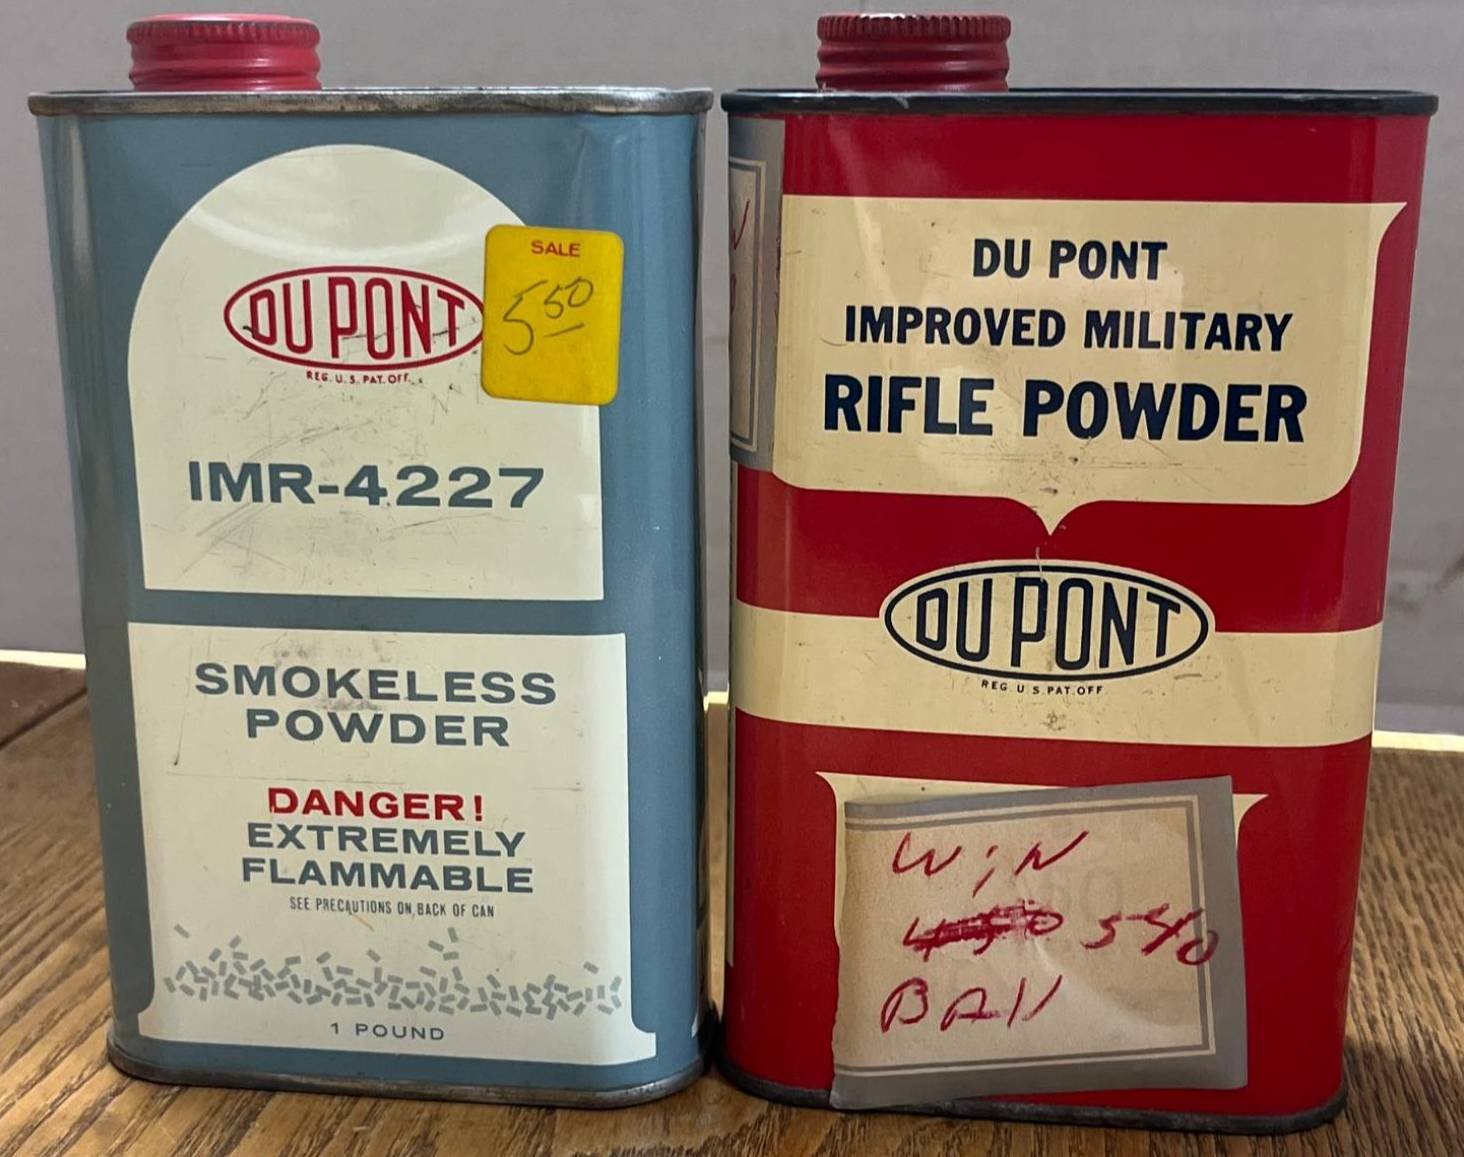 DU PONT
REG. U.S. PAT. OFF.
SALE
5 50
IMR-4227
SMOKELESS
POWDER
DANGER!
EXTREMELY
FLAMMABLE
SEE PRECAUTIONS ON BACK OF CAN
1 POUND
DU PONT
IMPROVED MILITARY
RIFLE POWDER
DU PONT
REG U S PAT OFF
WiN
540
BAll